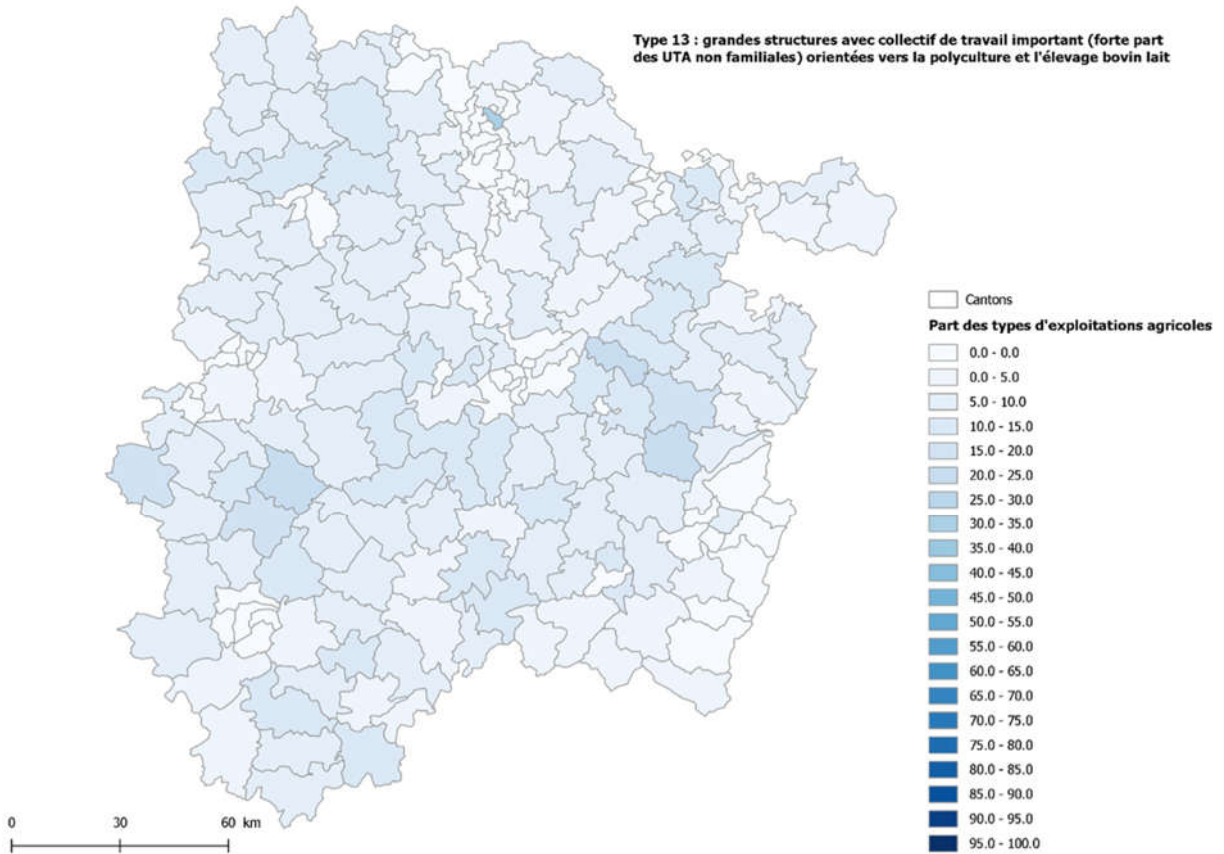 Type 13 : grandes structures avec collectif de travail important (forte part
des UTA non familiales) orientées vers la polyculture et l'élevage bovin lait
Cantons
Part des types d'exploitations agricoles
0.0 - 0.0
0.0 - 5.0
5.0 - 10.0
10.0 - 15.0
15.0 - 20.0
20.0 - 25.0
25.0 - 30.0
30.0 - 35.0
35.0 - 40.0
40.0 - 45.0
45.0 - 50.0
50.0 - 55.0
55.0 - 60.0
60.0 - 65.0
65.0 - 70.0
70.0 - 75.0
75.0 - 80.0
80.0 - 85.0
85.0 - 90.0
90.0 - 95.0
95.0 - 100.0
0 30 60 km